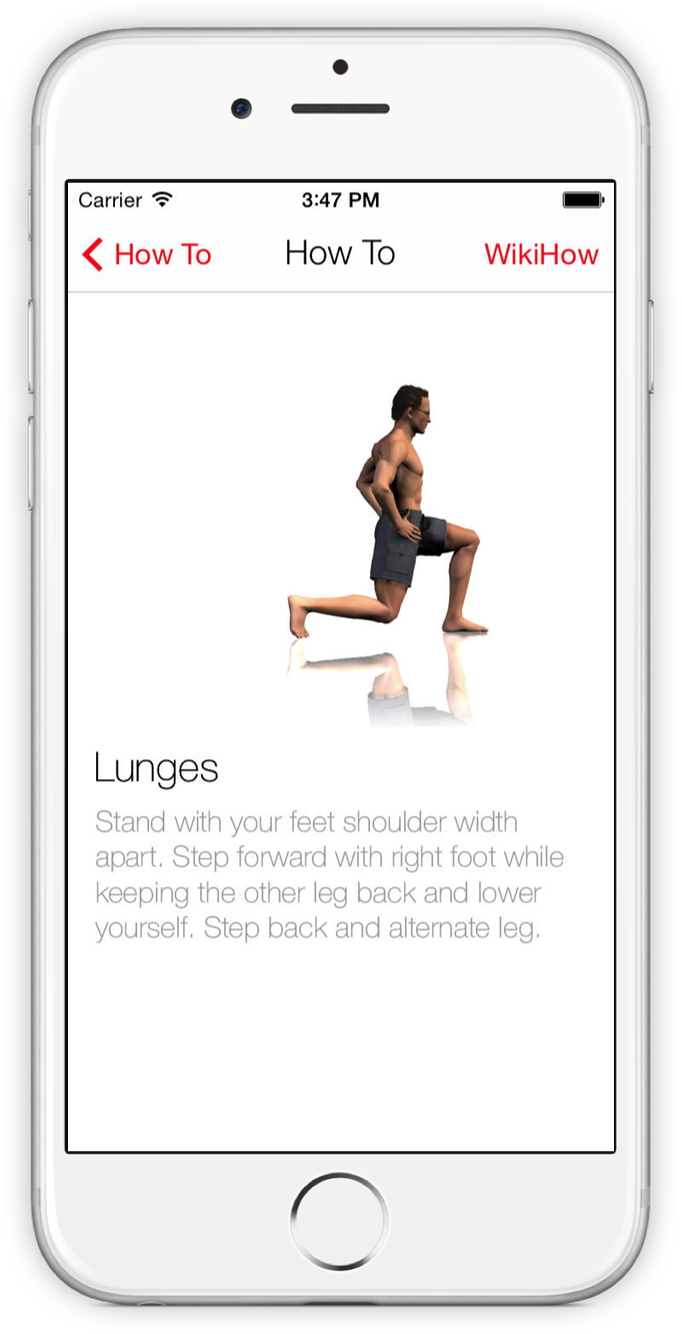 Carrier 3:47 PM
How To How To WikiHow
Lunges
Stand with your feet shoulder width
apart. Step forward with right foot while
keeping the other leg back and lower
yourself. Step back and alternate leg.